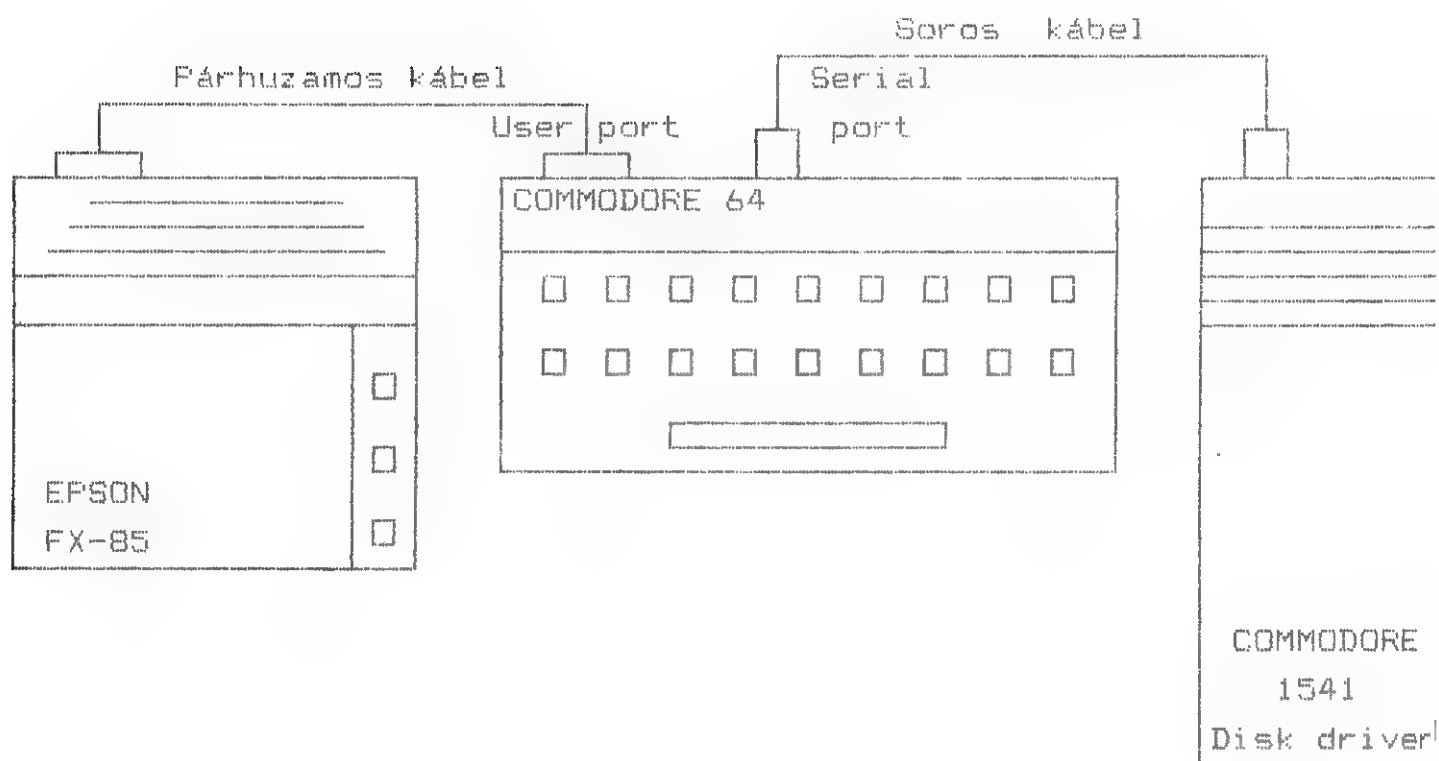 Soros kábel
Párhuzamos kábel
Serial
User port
port
COMMODORE 64
EPSON
FX-85
COMMODORE
1541
Disk driver